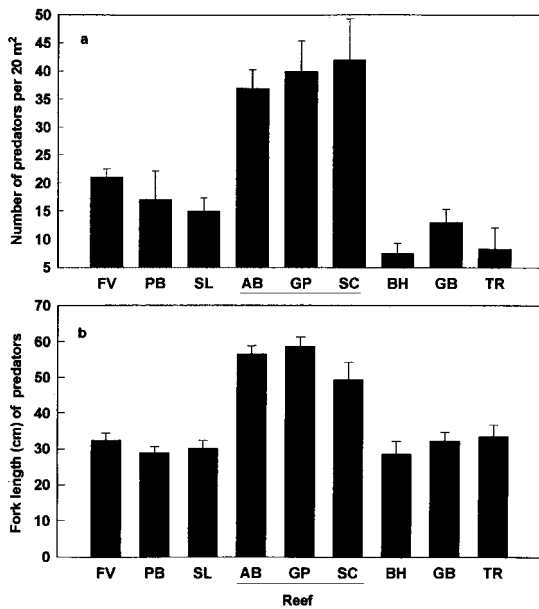 50
a
45
40
35
30
25
20
15
10
5
Number of predators per 20 m²
FV PB SL AB GP SC BH GB TR
70
b
60
50
40
30
20
10
0
Fork length (cm) of predators
FV PB SL AB GP SC BH GB TR
Reef